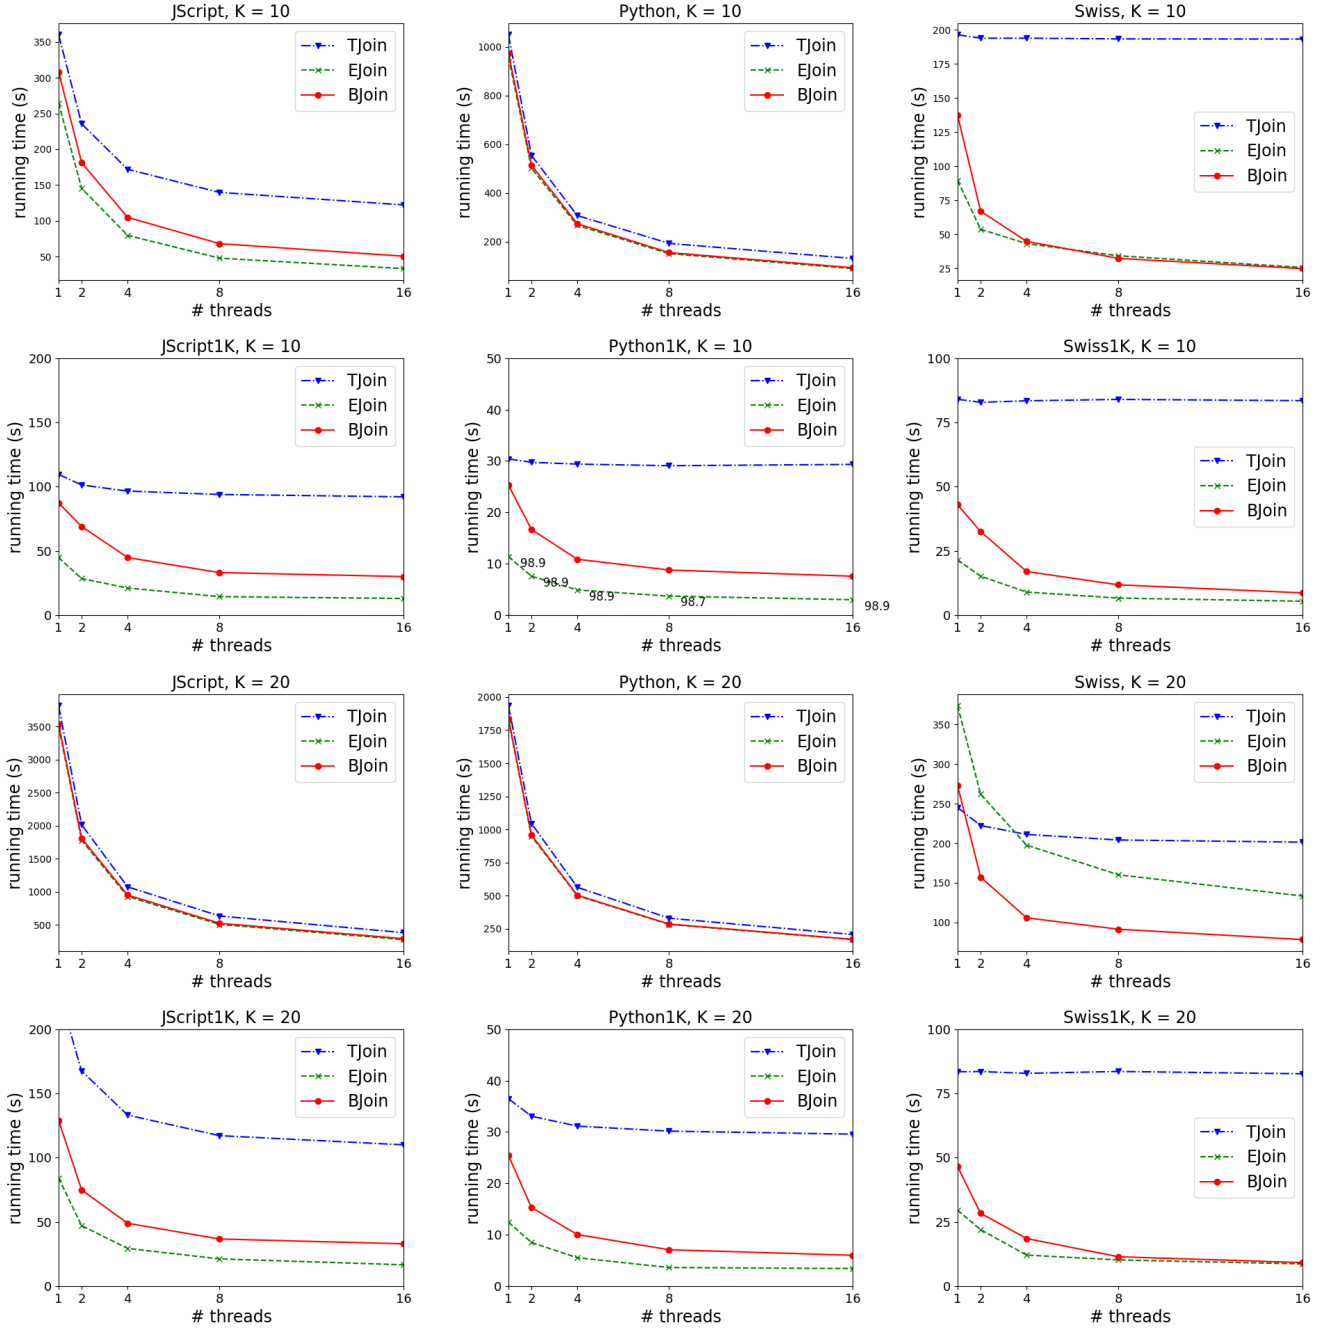 JScript, K = 10
running time (s)
350
300
250
200
150
100
50
TJoin
EJoin
BJoin
1 2 4 8 16
# threads
Python, K = 10
running time (s)
1000
800
600
400
200
TJoin
EJoin
BJoin
1 2 4 8 16
# threads
Swiss, K = 10
running time (s)
200
175
150
125
100
75
50
25
TJoin
EJoin
BJoin
1 2 4 8 16
# threads
JScript1K, K = 10
running time (s)
200
150
100
50
0
TJoin
EJoin
BJoin
1 2 4 8 16
# threads
Python1K, K = 10
running time (s)
50
40
30
20
10
0
TJoin
EJoin
BJoin
98.9
98.9
98.9
98.7
98.9
1 2 4 8 16
# threads
Swiss1K, K = 10
running time (s)
100
75
50
25
0
TJoin
EJoin
BJoin
1 2 4 8 16
# threads
JScript, K = 20
running time (s)
3500
3000
2500
2000
1500
1000
500
TJoin
EJoin
BJoin
1 2 4 8 16
# threads
Python, K = 20
running time (s)
2000
1750
1500
1250
1000
750
500
250
TJoin
EJoin
BJoin
1 2 4 8 16
# threads
Swiss, K = 20
running time (s)
350
300
250
200
150
100
TJoin
EJoin
BJoin
1 2 4 8 16
# threads
JScript1K, K = 20
running time (s)
200
150
100
50
0
TJoin
EJoin
BJoin
1 2 4 8 16
# threads
Python1K, K = 20
running time (s)
50
40
30
20
10
0
TJoin
EJoin
BJoin
1 2 4 8 16
# threads
Swiss1K, K = 20
running time (s)
100
75
50
25
0
TJoin
EJoin
BJoin
1 2 4 8 16
# threads